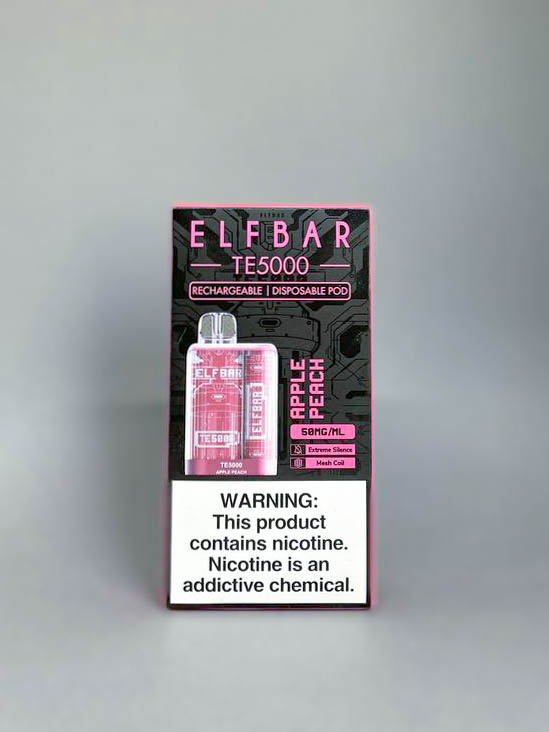 ELFBAR
ELFBAR
TE5000
RECHARGEABLE | DISPOSABLE POD
APPLE
PEACH
50MG/ML
Extreme Silence
Mesh Coil
ELFBAR
ELFBAR
TE5000
TE5000
APPLE PEACH
WARNING:
This product
contains nicotine.
Nicotine is an
addictive chemical.